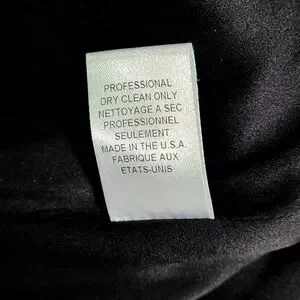 PROFESSIONAL
DRY CLEAN ONLY
NETTOYAGE A SEC
PROFESSIONNEL
SEULEMENT
MADE IN THE U.S.A.
FABRIQUE AUX
ETATS-UNIS